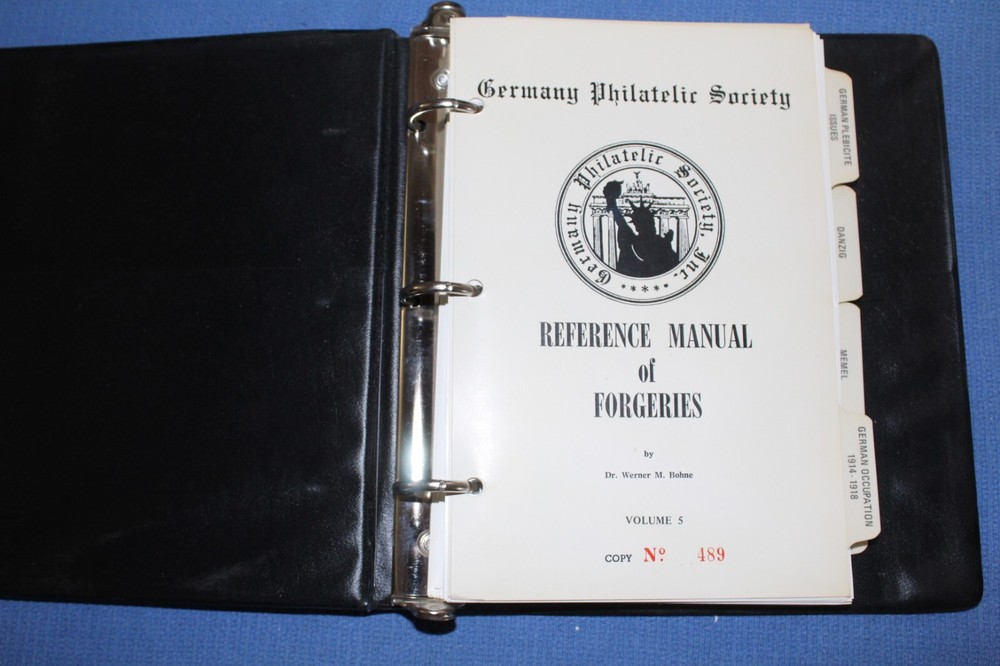 Germany Philatelic Society
Germany Philatelic Society, Inc.
REFERENCE MANUAL
of
FORGERIES
by
Dr. Werner M. Bohne
VOLUME 5
COPY Nº 489
GERMAN PLEBICITE
ISSUES
DANZIG
MEMEL
GERMAN OCCUPATION
1914-1918